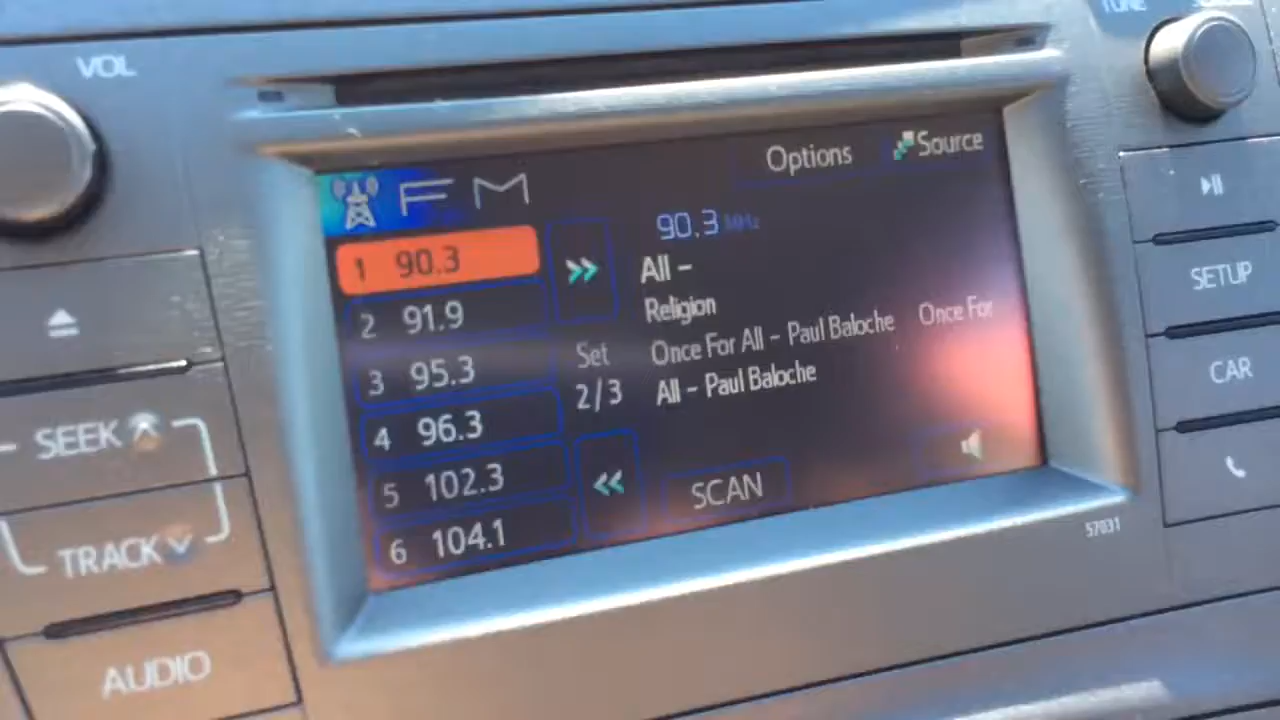 VOL
TUNE
Options
Source
FM
90.3 MHz
1 90.3
All -
Religion
2 91.9
Set
2/3
Once For All - Paul Baloche Once For
All - Paul Baloche
3 95.3
4 96.3
5 102.3
6 104.1
SCAN
SEEK
TRACK
AUDIO
SETUP
CAR
57031